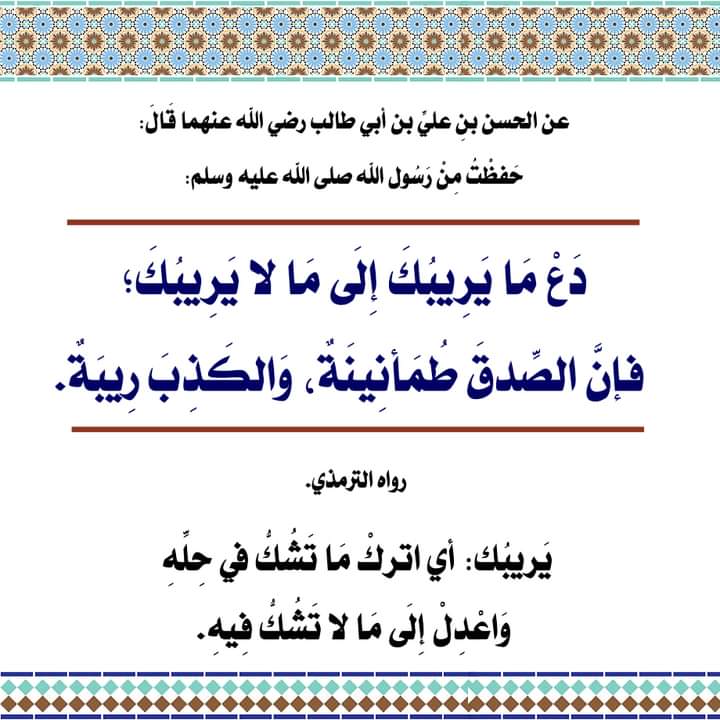 عن الحسن بنِ عليِّ بن أبي طالب رضي الله عنهما قَالَ:
حَفظْتُ مِنْ رَسُول الله صلى الله عليه وسلم:
دَعْ مَا يَرِيبُكَ إِلَى مَا لا يَرِيبُكَ؛
فإنَّ الصِّدقَ طُمَأنِينَةٌ، وَالكَذِبَ رِيبَةٌ.
رواه الترمذي.
يَريبُك: أي اتركْ مَا تَشُكُّ في حِلِّهِ
وَاعْدِلْ إِلَى مَا لا تَشُكُّ فِيهِ.